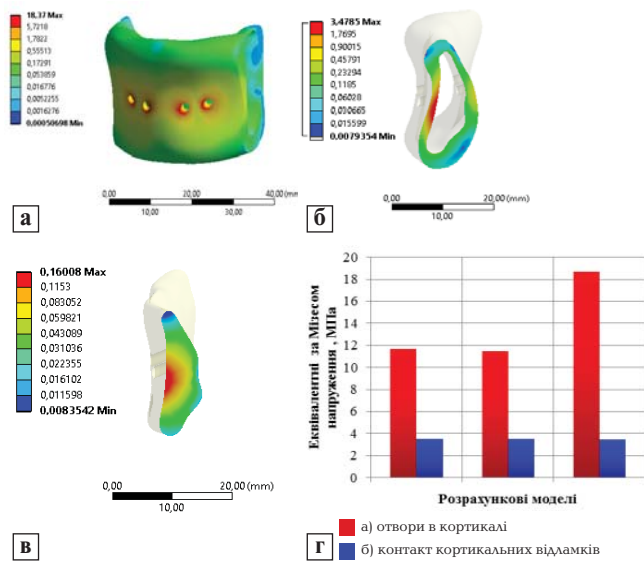 18,37 Max
5,7218
1,7822
0,55513
0,17291
0,053859
0,016776
0,0052255
0,0016276
0,00050698 Min
0,00
20,00
40,00 (mm
10,00
30,00
а
3,4785 Max
1,7695
0,90015
0,45791
0,23294
0,1185
0,06028
0,030665
0,015599
0,0079354 Min
0,00
20,00 (mm)
10,00
б
0,16008 Max
0,1153
0,083052
0,059821
0,043089
0,031036
0,022355
0,016102
0,011598
0,0083542 Min
0,00
20,00 (mm)
10,00
в
Еквівалентні за Мізесом
напруження , МПа
20
18
16
14
12
10
8
6
4
2
0
Розрахункові моделі
г
а) отвори в кортикалі
б) контакт кортикальних відламків